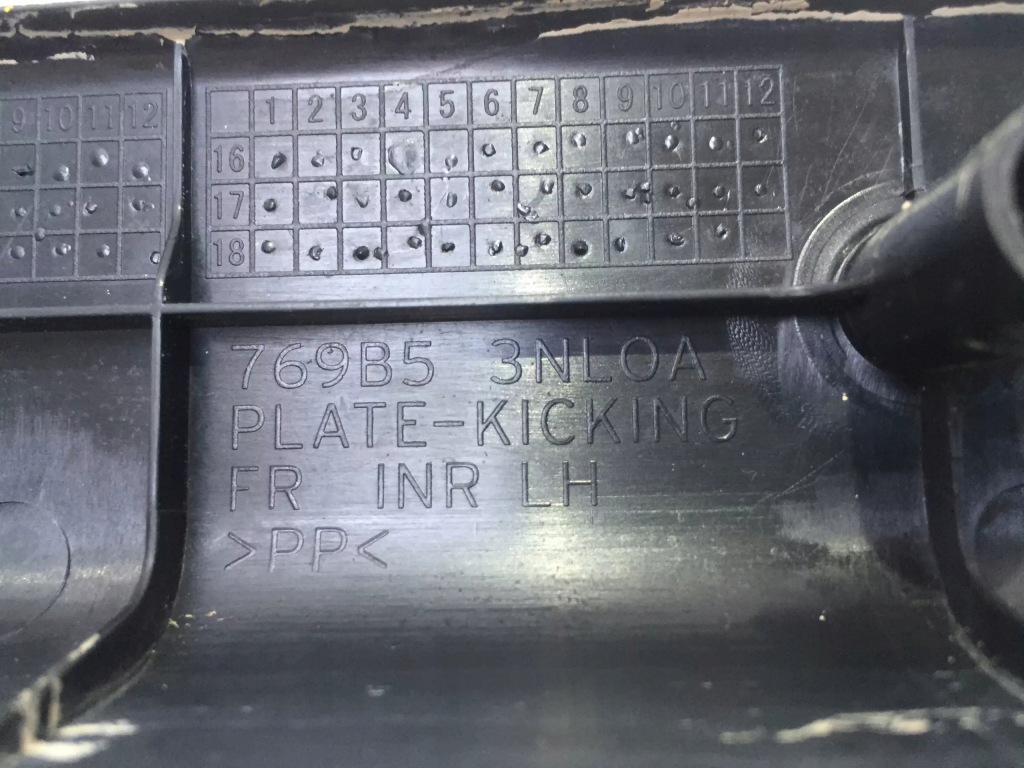 9 10 11 12
1 2 3 4 5 6 7 8 9 10 11 12
16
17
18
769B5 3NL0A
PLATE-KICKING
FR INR LH
>PP<